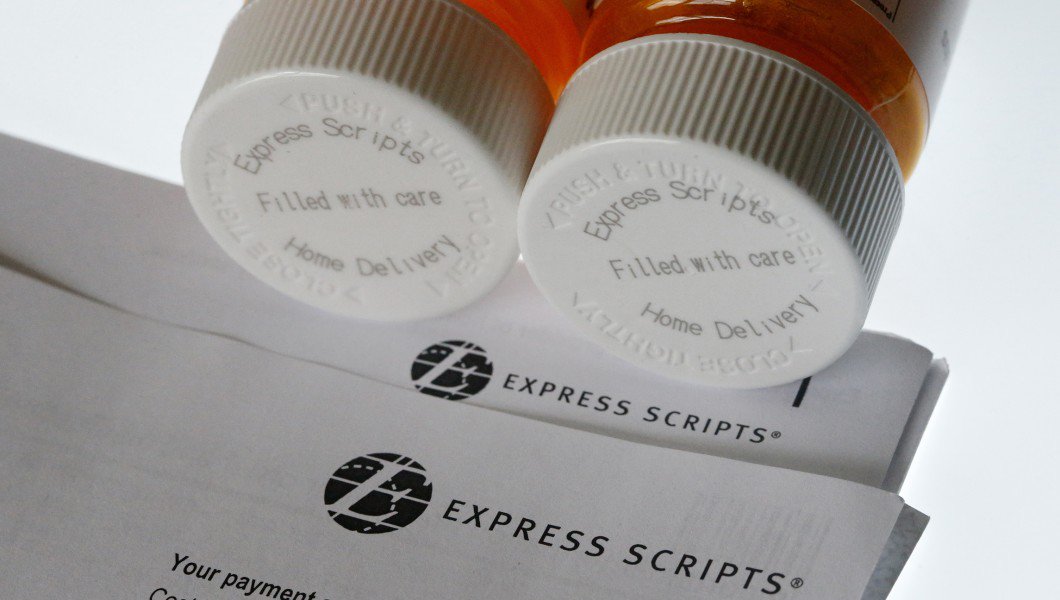 <PUSH & TURN TO OPEN
Express Scripts
Filled with care
Home Delivery
CLOSE TIGHTLY
<PUSH & TURN TO OPEN
Express Scripts
Filled with care
Home Delivery
CLOSE TIGHTLY
EXPRESS SCRIPTS®
EXPRESS SCRIPTS®
Your payment